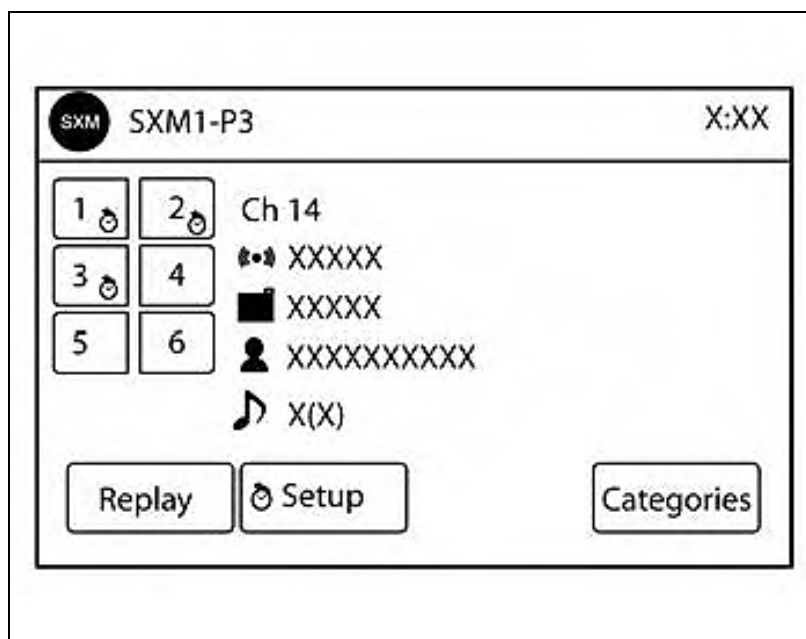 SXM SXM1-P3 X:XX
1 2 Ch 14
XXXXX
3 4
XXXXX
5 6 XXXXXXXXXX
X(X)
Replay Setup Categories